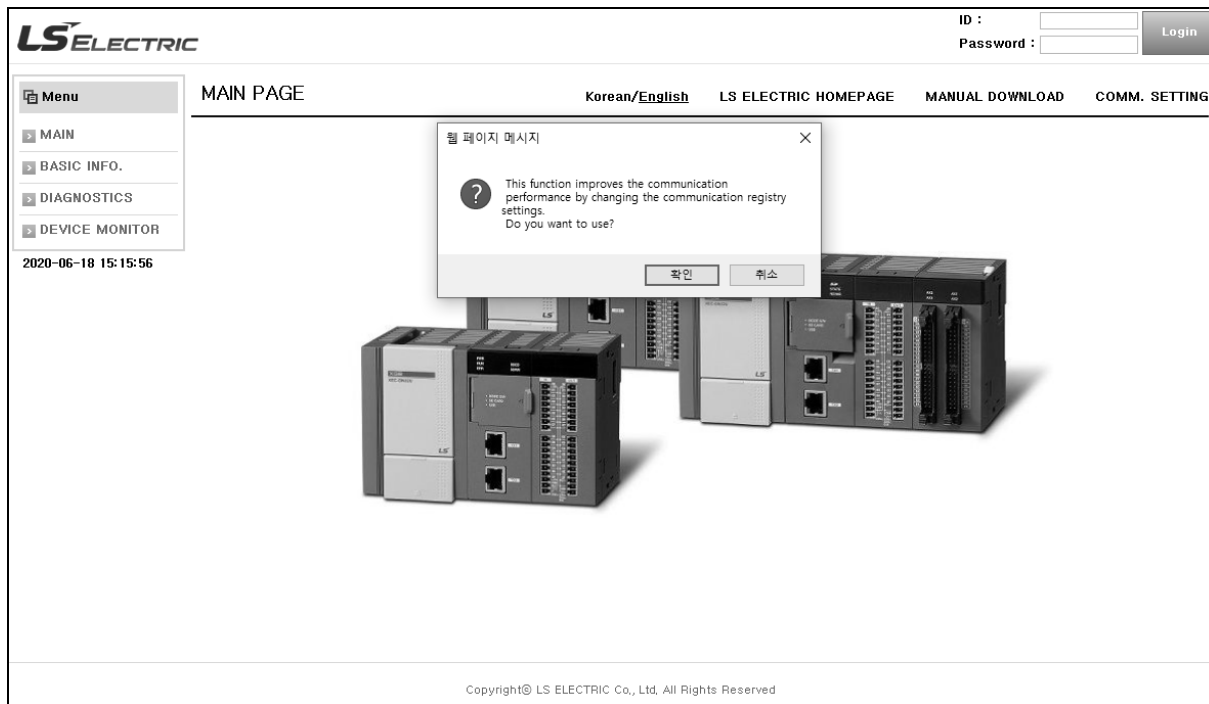 LS ELECTRIC
ID :
Password :
Login
Menu
MAIN
BASIC INFO.
DIAGNOSTICS
DEVICE MONITOR
2020-06-18 15:15:56
MAIN PAGE
Korean/English
LS ELECTRIC HOMEPAGE
MANUAL DOWNLOAD
COMM. SETTING
웹 페이지 메시지
This function improves the communication
performance by changing the communication registry
settings.
Do you want to use?
확인
취소
LS
LS
LS
Copyright© LS ELECTRIC Co., Ltd, All Rights Reserved